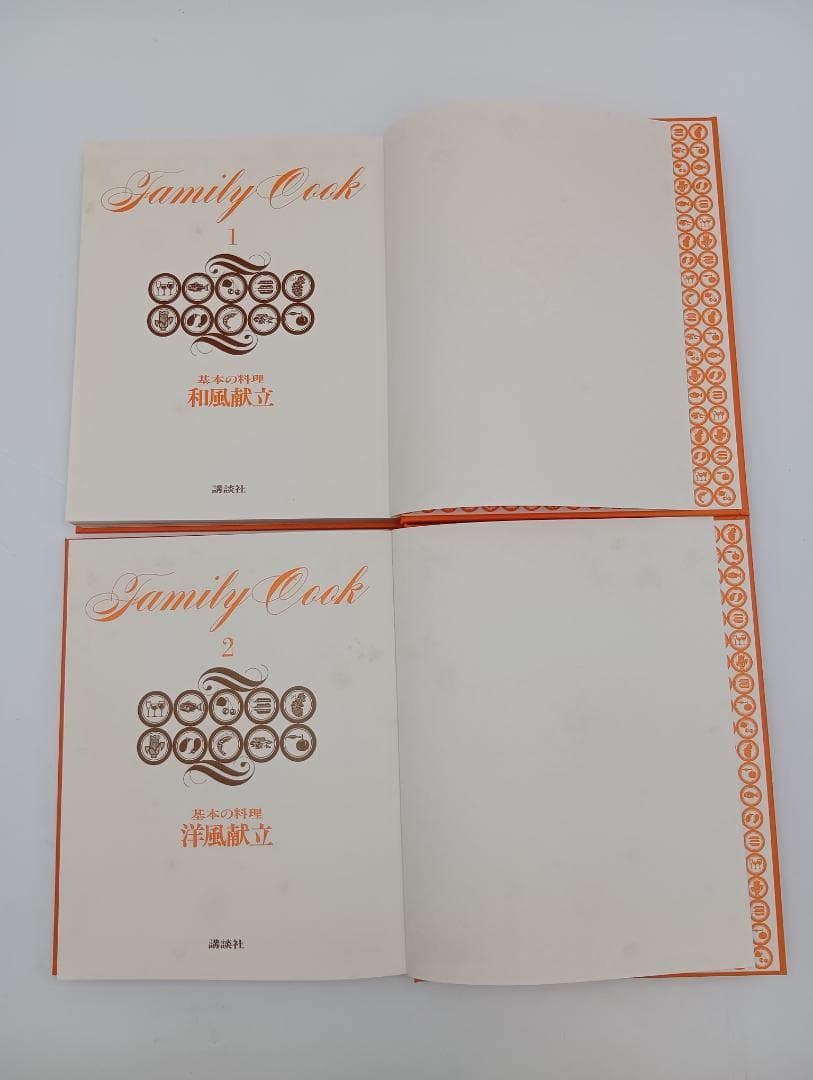 Family Cook
1
基本の料理
和風献立
講談社
Family Cook
2
基本の料理
洋風献立
講談社